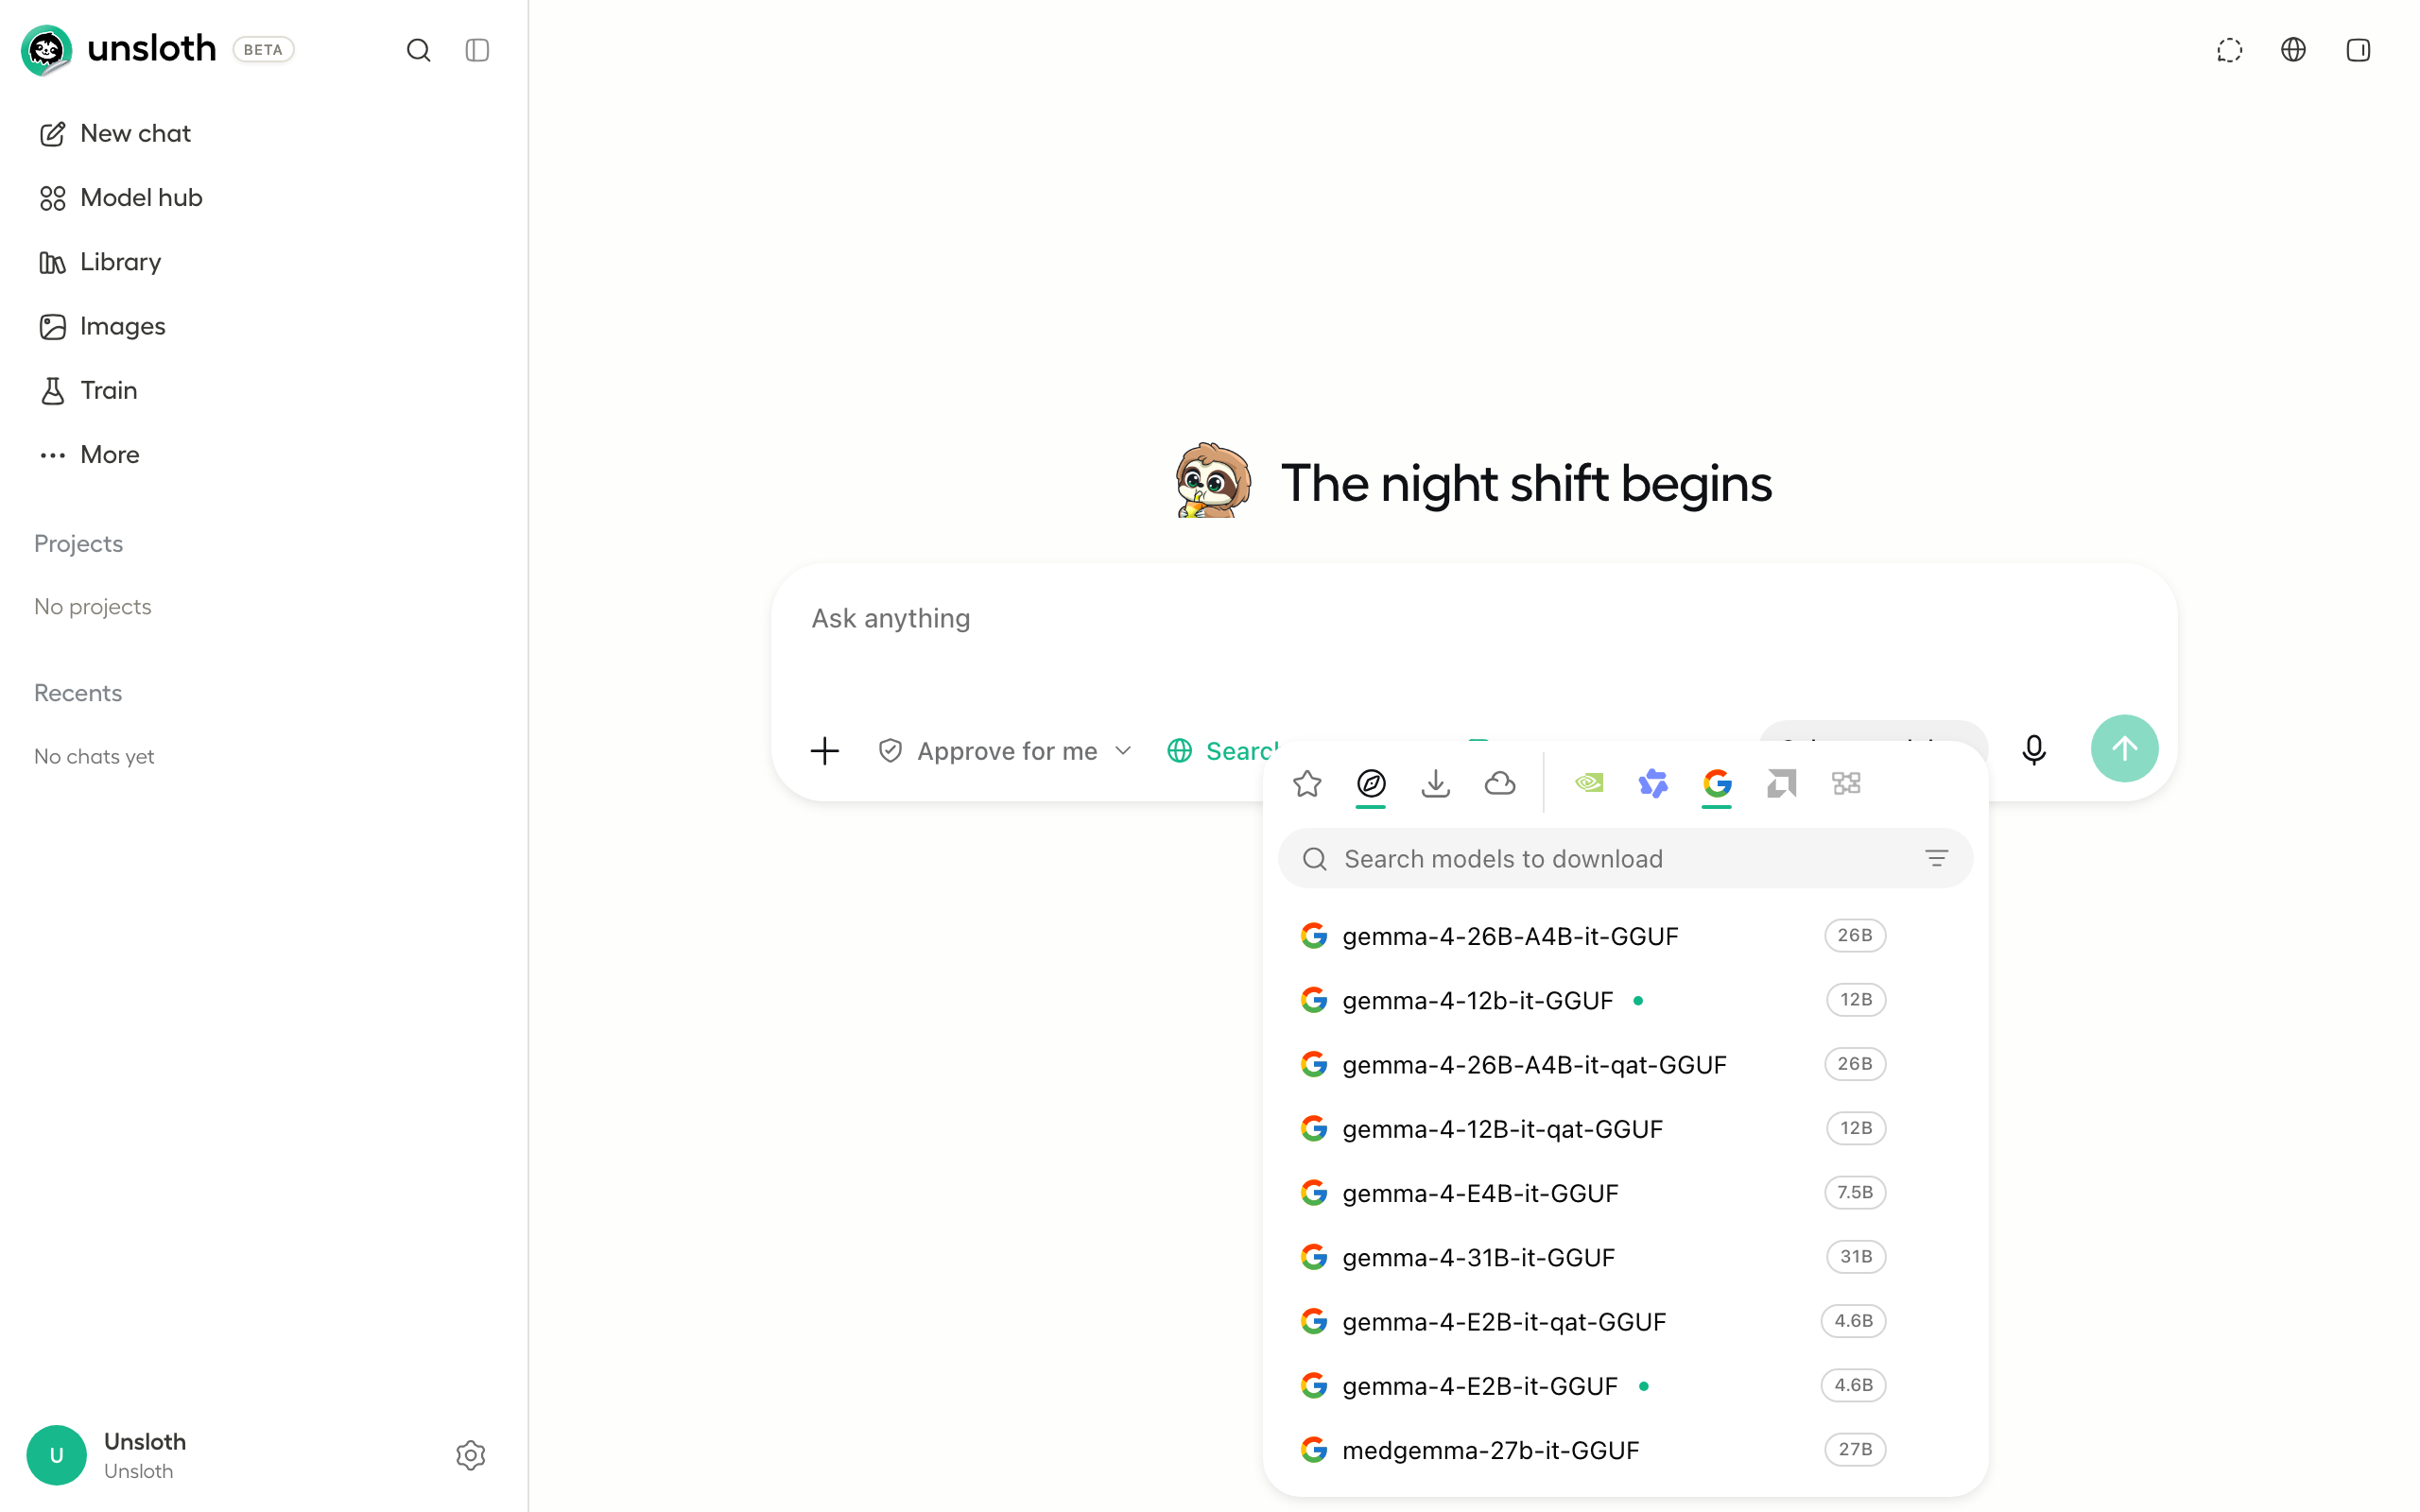 unsloth BETA
New chat
Model hub
Library
Images
Train
More
Projects
No projects
Recents
No chats yet
U
Unsloth
Unsloth
The night shift begins
Ask anything
Approve for me
Search models to download
gemma-4-26B-A4B-it-GGUF 26B
gemma-4-12b-it-GGUF 12B
gemma-4-26B-A4B-it-qat-GGUF 26B
gemma-4-12B-it-qat-GGUF 12B
gemma-4-E4B-it-GGUF 7.5B
gemma-4-31B-it-GGUF 31B
gemma-4-E2B-it-qat-GGUF 4.6B
gemma-4-E2B-it-GGUF 4.6B
medgemma-27b-it-GGUF 27B